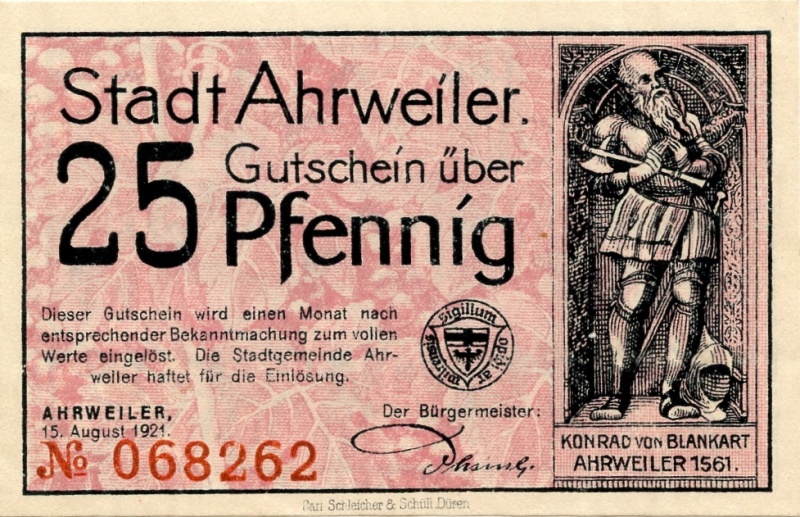 Stadt Ahrweiler.
25 Gutschein über
Pfennig
Dieser Gutschein wird einen Monat nach
entsprechender Bekanntmachung zum vollen
Werte eingelöst. Die Stadtgemeinde Ahr-
weiler haftet für die Einlösung.
Sigillum
AHRWEILER,
15. August 1921.
Der Bürgermeister:
No 068262
KONRAD VON BLANKART
AHRWEILER 1561.
Carl Schleicher & Schüll Düren